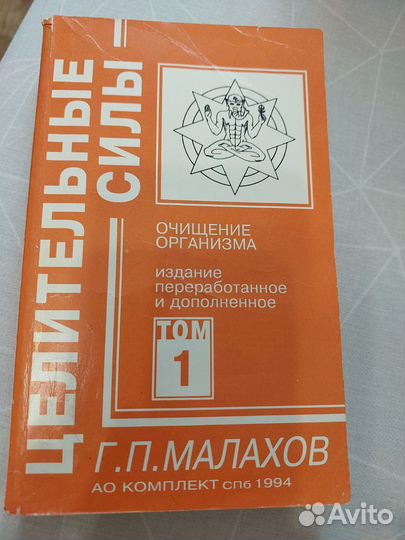 ЦЕЛИТЕЛЬНЫЕ
СИЛЫ
ОЧИЩЕНИЕ
ОРГАНИЗМА
издание
переработанное
и дополненное
ТОМ
1
Г.П.МАЛАХОВ
АО КОМПЛЕКТ СПб 1994
Avito